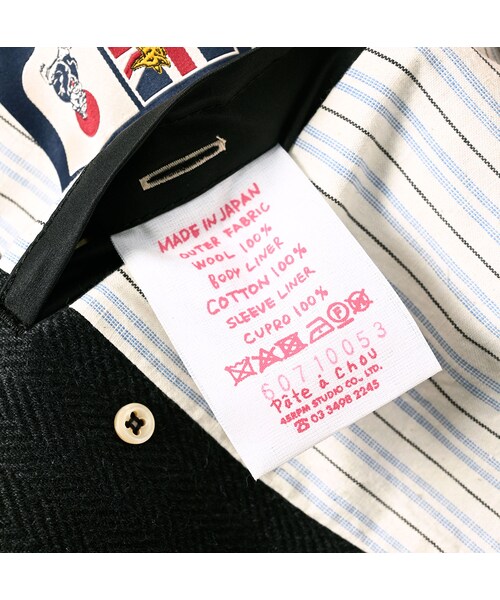 MADE IN JAPAN
OUTER FABRIC
WOOL 100%
BODY LINER
COTTON 100%
SLEEVE LINER
CUPRO 100%
60710053
Pâte à Chou
45RPM STUDIO CO., LTD.
☎ 03 3498 2245